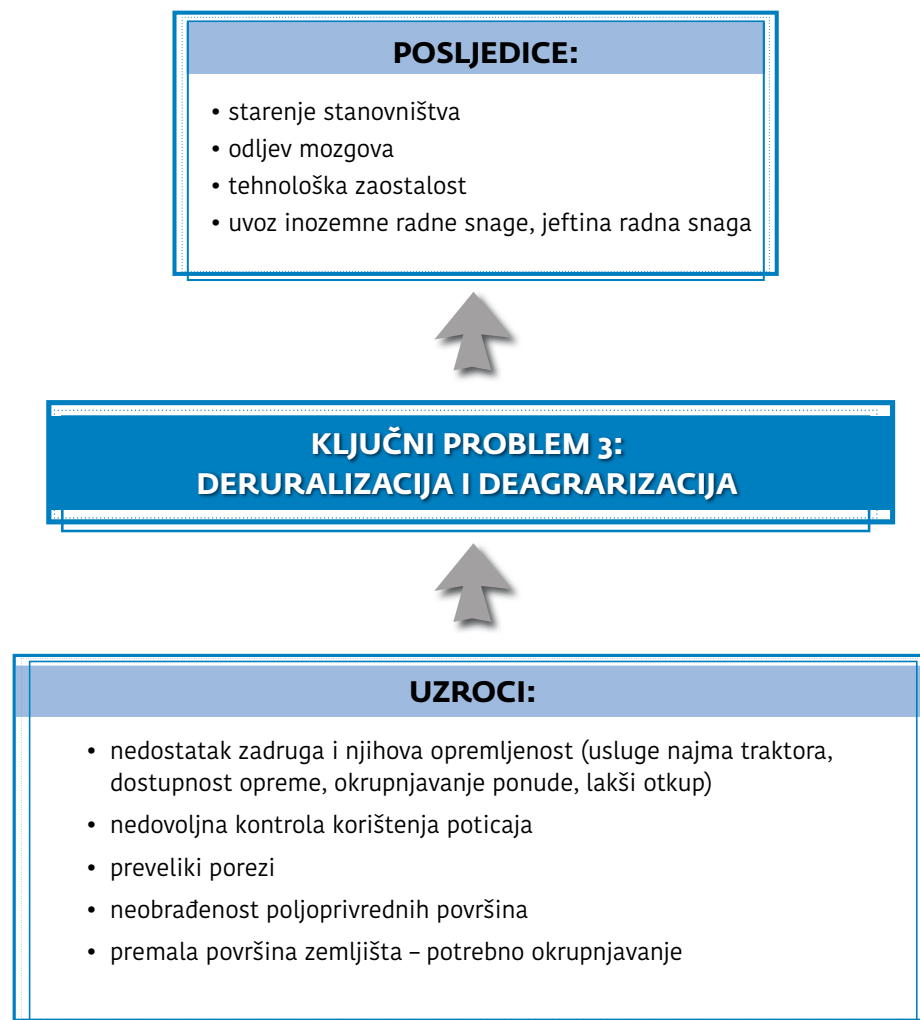 POSLJEDICE:
• starenje stanovništva
• odljev mozgova
• tehnološka zaostalost
• uvoz inozemne radne snage, jeftina radna snaga
KLJUČNI PROBLEM 3:
DERURALIZACIJA I DEAGRARIZACIJA
UZROCI:
• nedostatak zadruga i njihova opremljenost (usluge najma traktora,
dostupnost opreme, okrupnjavanje ponude, lakši otkup)
• nedovoljna kontrola korištenja poticaja
• preveliki porezi
• neobrađenost poljoprivrednih površina
• premala površina zemljišta – potrebno okrupnjavanje